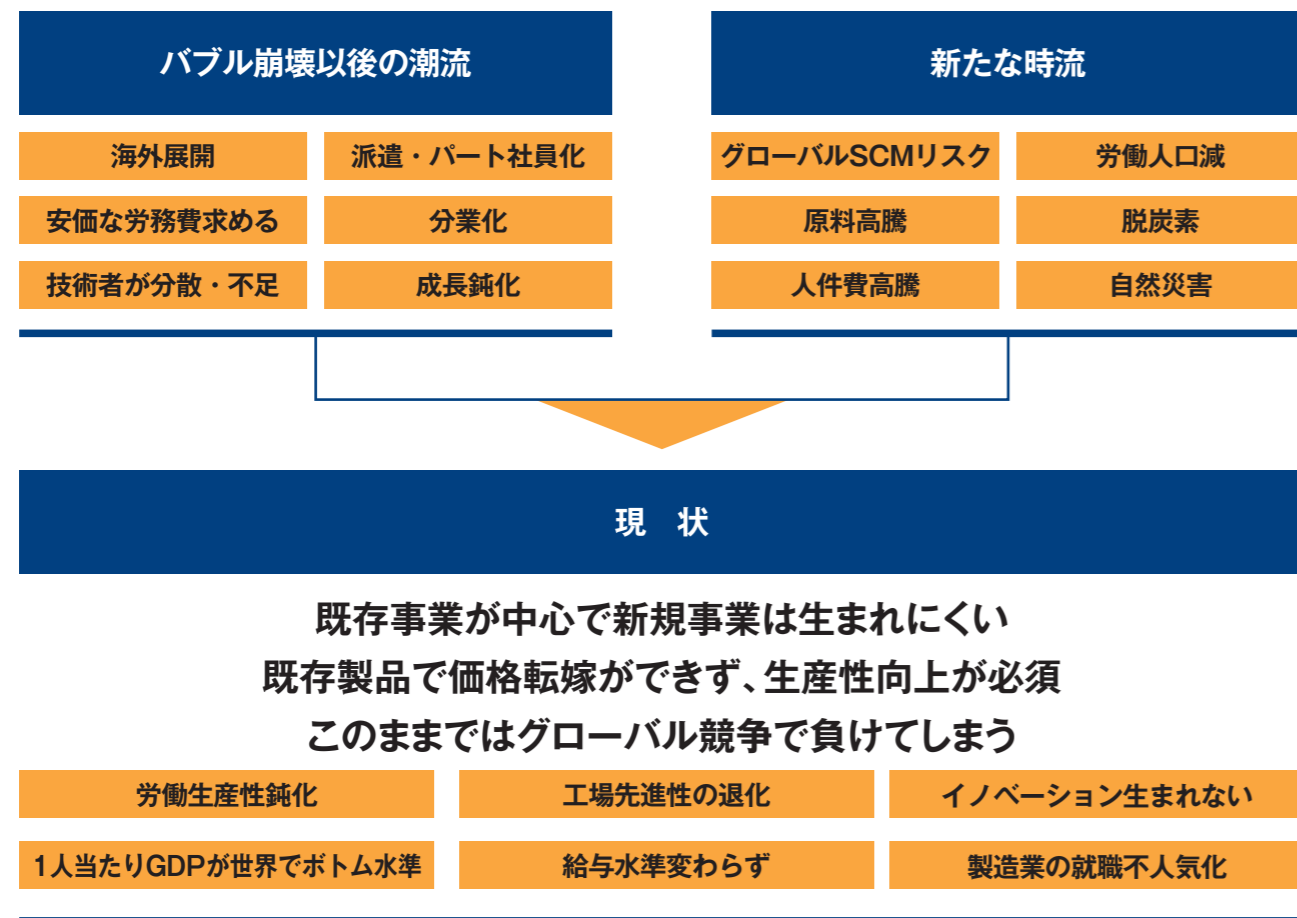 バブル崩壊以後の潮流
海外展開
派遣・パート社員化
安価な労務費求める
分業化
技術者が分散・不足
成長鈍化
新たな時流
グローバルSCMリスク
労働人口減
原料高騰
脱炭素
人件費高騰
自然災害
現　状
既存事業が中心で新規事業は生まれにくい
既存製品で価格転嫁ができず、生産性向上が必須
このままではグローバル競争で負けてしまう
労働生産性鈍化
工場先進性の退化
イノベーション生まれない
1人当たりGDPが世界でボトム水準
給与水準変わらず
製造業の就職不人気化